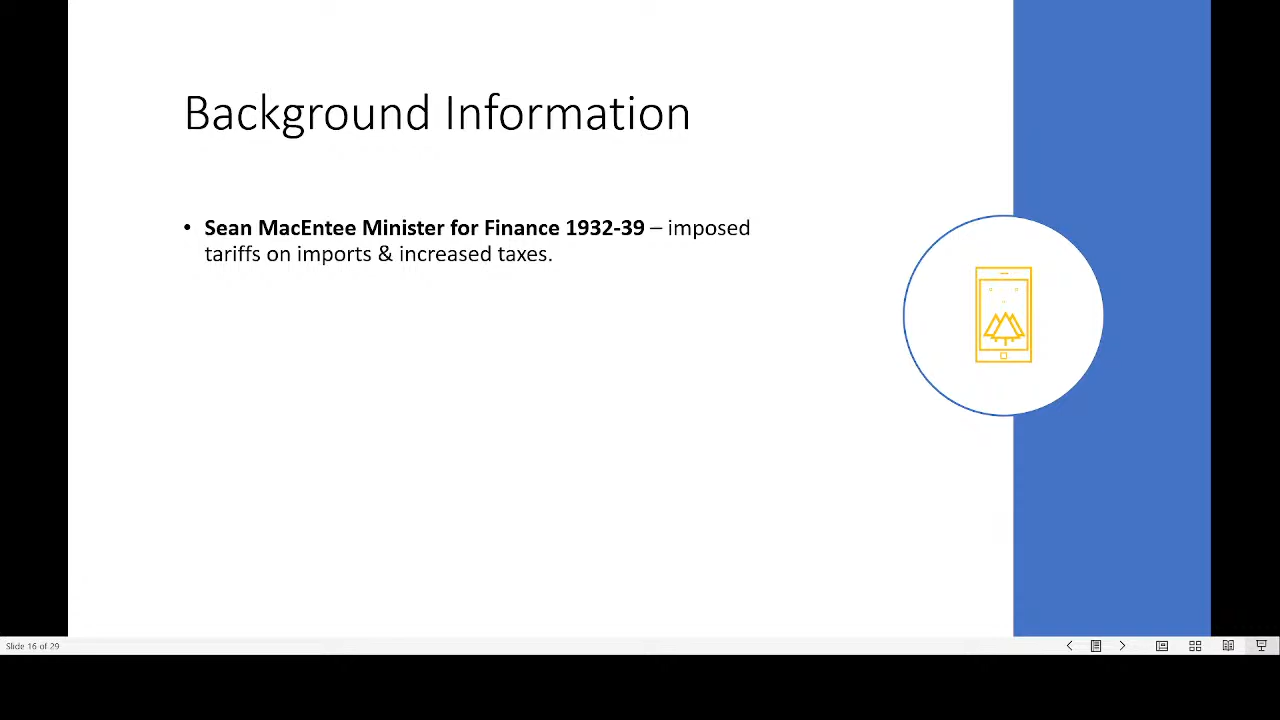 Background Information
• Sean MacEntee Minister for Finance 1932-39 – imposed
tariffs on imports & increased taxes.
Slide 16 of 29